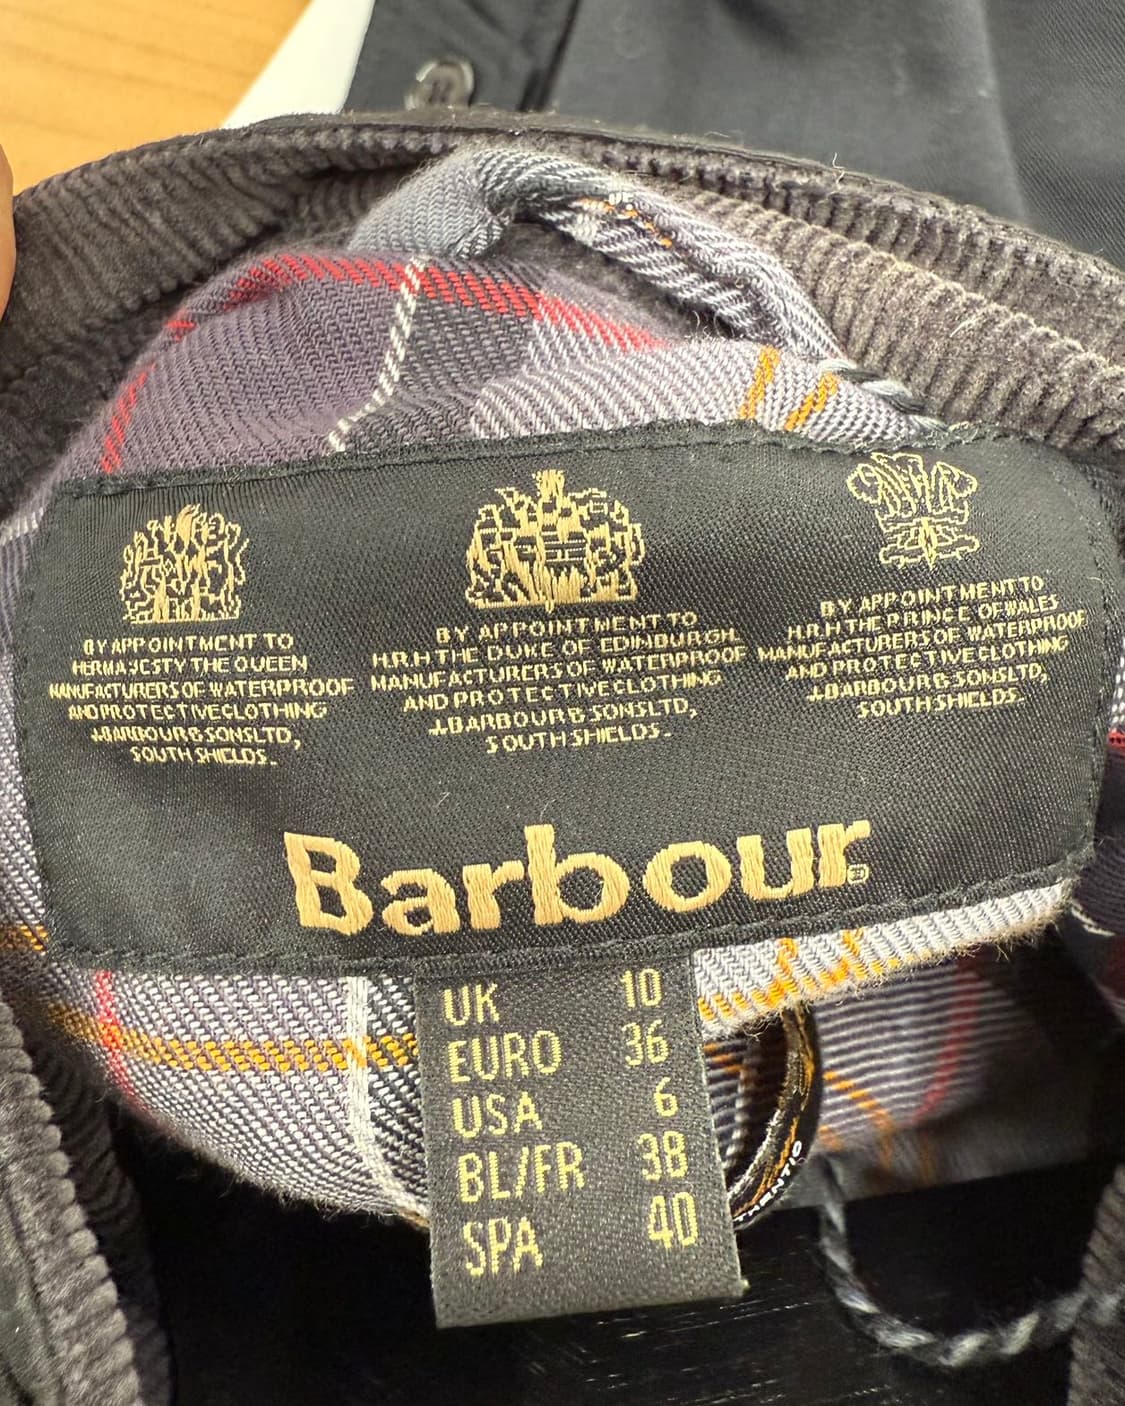 BY APPOINTMENT TO
HER MAJESTY THE QUEEN
MANUFACTURERS OF WATERPROOF
AND PROTECTIVE CLOTHING
J.BARBOUR & SONS LTD,
SOUTH SHIELDS.
BY APPOINTMENT TO
H.R.H THE DUKE OF EDINBURGH
MANUFACTURERS OF WATERPROOF
AND PROTECTIVE CLOTHING
J.BARBOUR & SONS LTD,
SOUTH SHIELDS.
BY APPOINTMENT TO
H.R.H THE PRINCE OF WALES
MANUFACTURERS OF WATERPROOF
AND PROTECTIVE CLOTHING
J.BARBOUR & SONS LTD,
SOUTH SHIELDS.
Barbour®
UK 10
EURO 36
USA 6
BL/FR 38
SPA 40